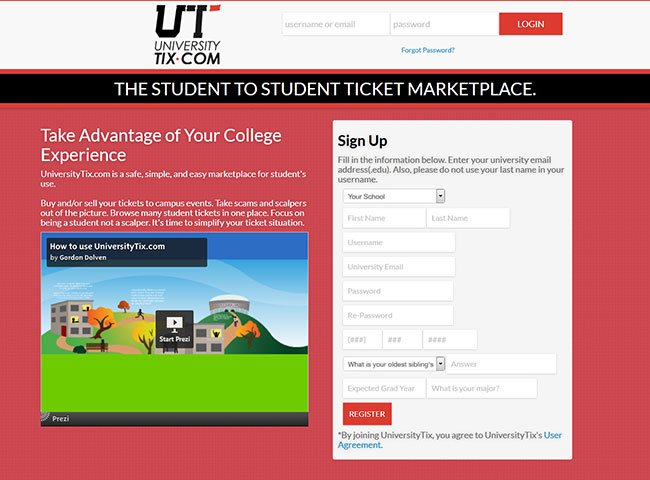 UT
UNIVERSITY
TIX•COM
username or email
password
LOGIN
Forgot Password?
THE STUDENT TO STUDENT TICKET MARKETPLACE.
Take Advantage of Your College
Experience
UniversityTix.com is a safe, simple, and easy marketplace for student's
use.
Buy and/or sell your tickets to campus events. Take scams and scalpers
out of the picture. Browse many student tickets in one place. Focus on
being a student not a scalper. It's time to simplify your ticket situation.
How to use UniversityTix.com
by Gordon Dolven
Start Prezi
Prezi
Sign Up
Fill in the information below. Enter your university email
address(.edu). Also, please do not use your last name in your
username.
Your School
First Name
Last Name
Username
University Email
Password
Re-Password
(###)
###
####
What is your oldest sibling's
Answer
Expected Grad Year
What is your major?
REGISTER
*By joining UniversityTix, you agree to UniversityTix's User
Agreement.